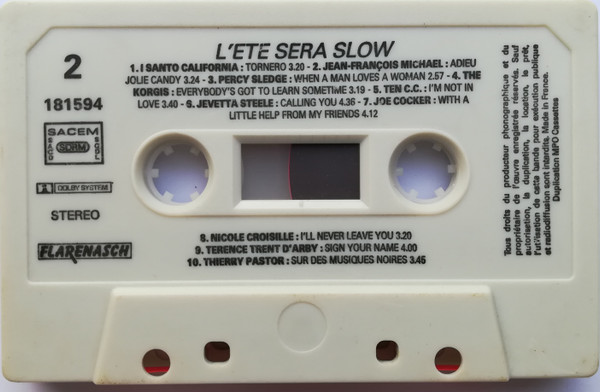 L'ETE SERA SLOW
2
181594
1. I SANTO CALIFORNIA : TORNERO 3.20 - 2. JEAN-FRANÇOIS MICHAEL : ADIEU
JOLIE CANDY 3.24 - 3. PERCY SLEDGE : WHEN A MAN LOVES A WOMAN 2.57 - 4. THE
KORGIS : EVERYBODY'S GOT TO LEARN SOMETIME 3.19 - 5. TEN C.C. : I'M NOT IN
LOVE 3.40 - 6. JEVETTA STEELE : CALLING YOU 4.36 - 7. JOE COCKER : WITH A
LITTLE HELP FROM MY FRIENDS 4.12
SACEM
SDRM
SACD
SGDL
DOLBY SYSTEM
STEREO
FLARENASCH
8. NICOLE CROISILLE : I'LL NEVER LEAVE YOU 3.20
9. TERENCE TRENT D'ARBY : SIGN YOUR NAME 4.00
10. THIERRY PASTOR : SUR DES MUSIQUES NOIRES 3.45
Tous droits du producteur phonographique et du
propriétaire de l'œuvre enregistrée réservés. Sauf
autorisation, la duplication, la location, le prêt,
l'utilisation de cette bande pour exécution publique
et radiodiffusion sont interdits. Made in France.
Duplication MPO Cassettes